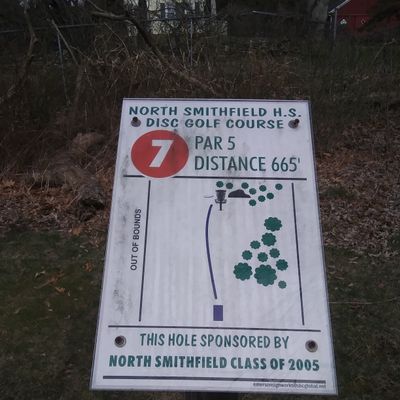 NORTH SMITHFIELD H.S.
DISC GOLF COURSE
7
PAR 5
DISTANCE 665'
OUT OF BOUNDS
THIS HOLE SPONSORED BY
NORTH SMITHFIELD CLASS OF 2005